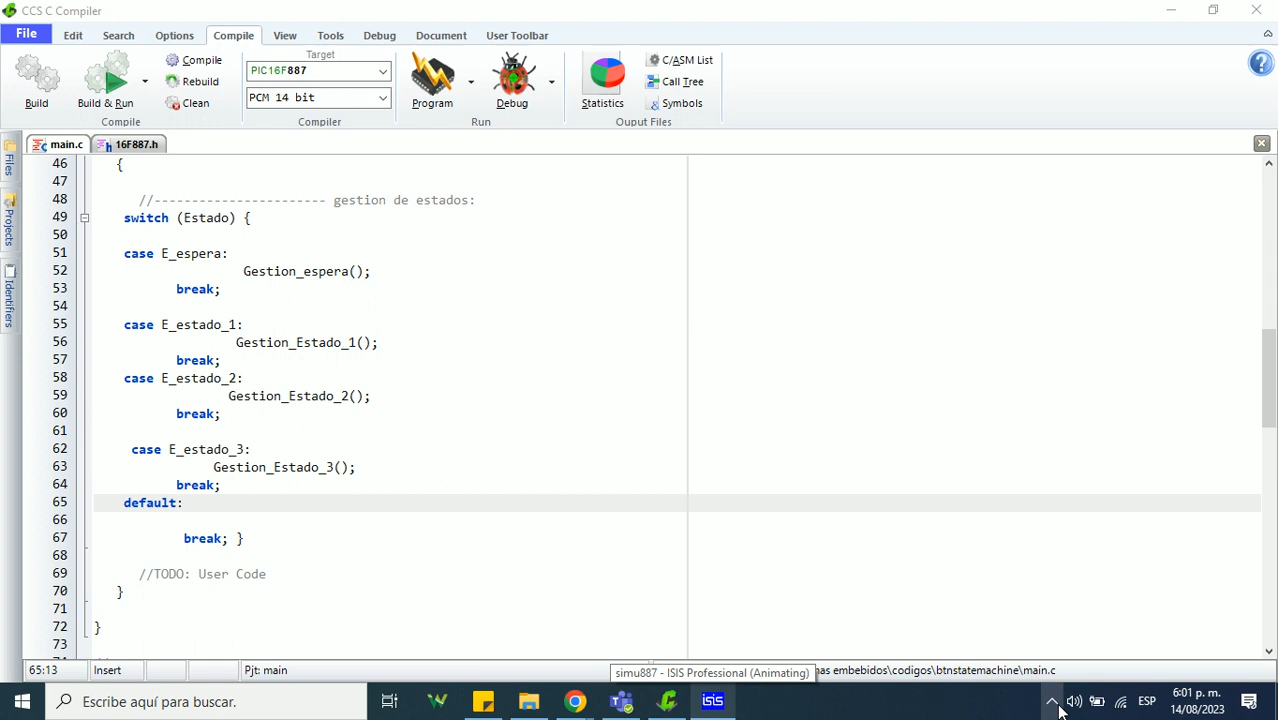 CCS C Compiler
File Edit Search Options Compile View Tools Debug Document User Toolbar
Build
Build & Run
Compile
Rebuild
Clean
Compile
Target
PIC16F887
PCM 14 bit
Compiler
Program
Debug
Run
Statistics
C/ASM List
Call Tree
Symbols
Ouput Files
main.c 16F887.h
Files
Projects
Identifiers
46 {
47
48 //----------------------- gestion de estados:
49 switch (Estado) {
50
51 case E_espera:
52 Gestion_espera();
53 break;
54
55 case E_estado_1:
56 Gestion_Estado_1();
57 break;
58 case E_estado_2:
59 Gestion_Estado_2();
60 break;
61
62 case E_estado_3:
63 Gestion_Estado_3();
64 break;
65 default:
66
67 break; }
68
69 //TODO: User Code
70 }
71
72 }
73
65:13 Insert Pjt: main mas embebidos\codigos\btnstatemachine\main.c
simu887 - ISIS Professional (Animating)
Escribe aquí para buscar.
isis
ESP
6:01 p. m.
14/08/2023